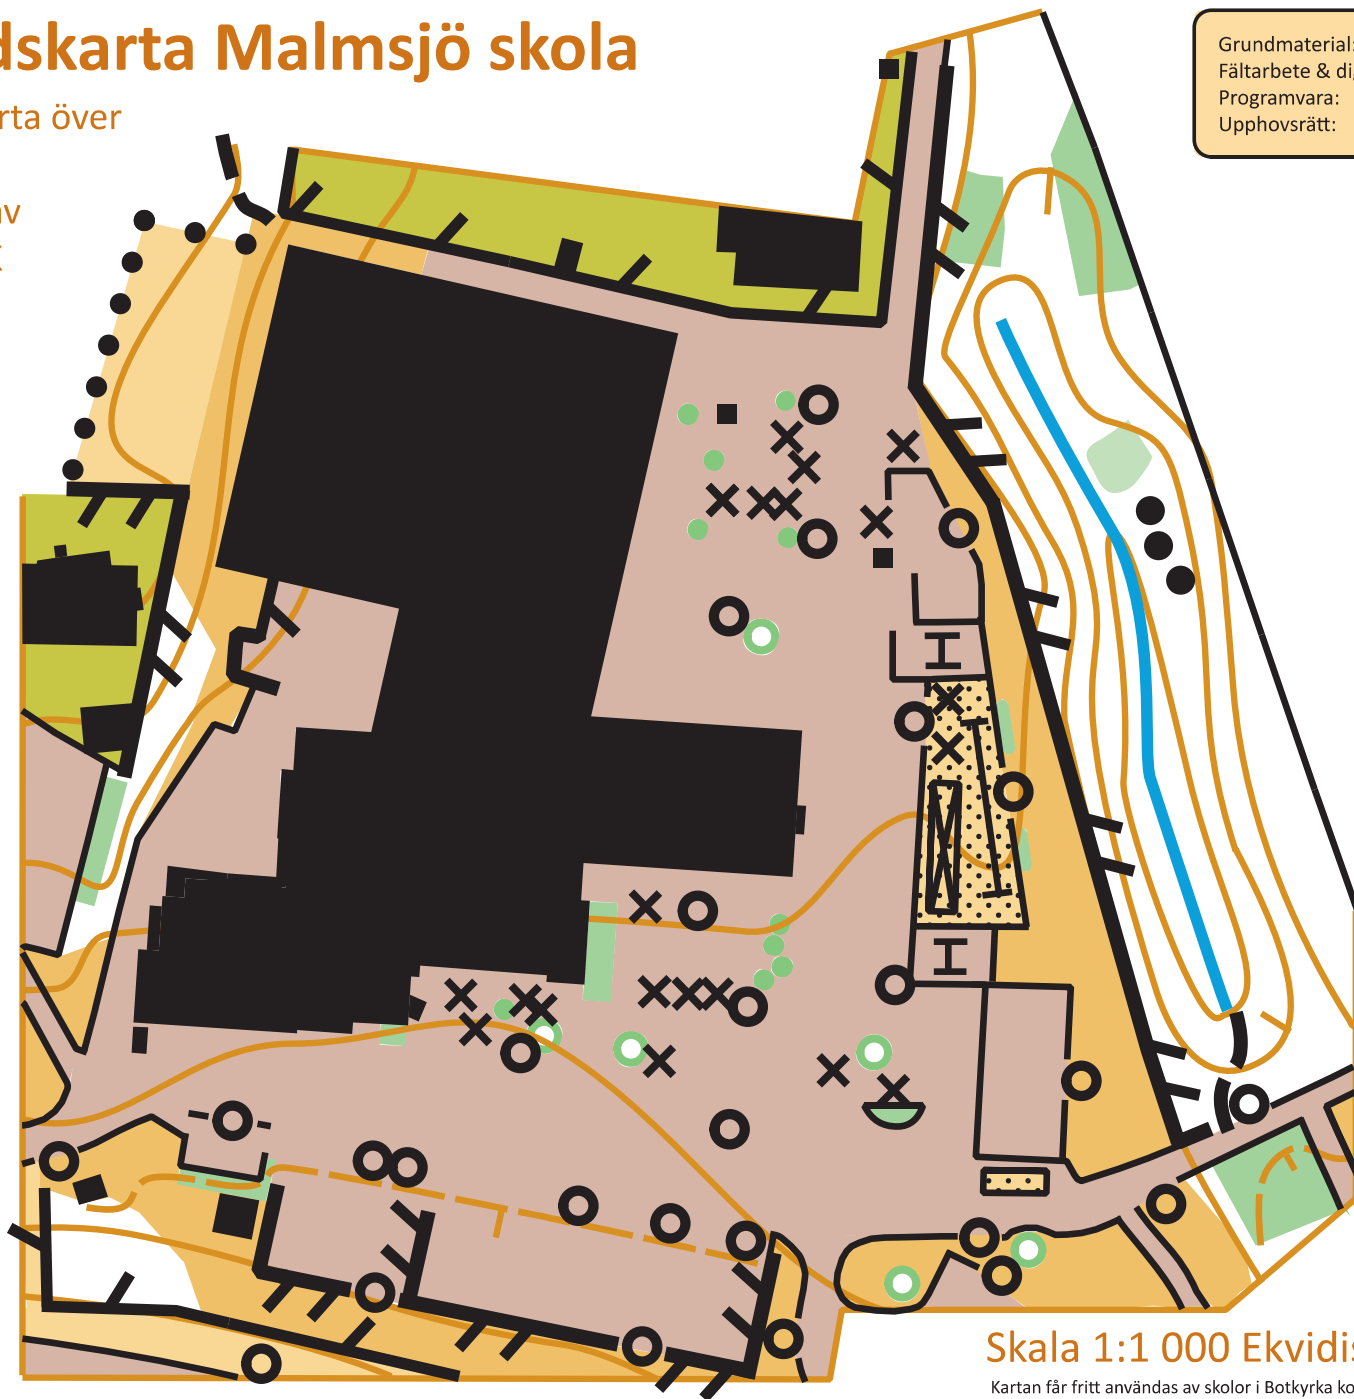 dskarta Malmsjö skola
rta över
av
k
Grundmaterial:
Fältarbete & di
Programvara:
Upphovsrätt:
Skala 1:1 000 Ekvidis
Kartan får fritt användas av skolor i Botkyrka ko